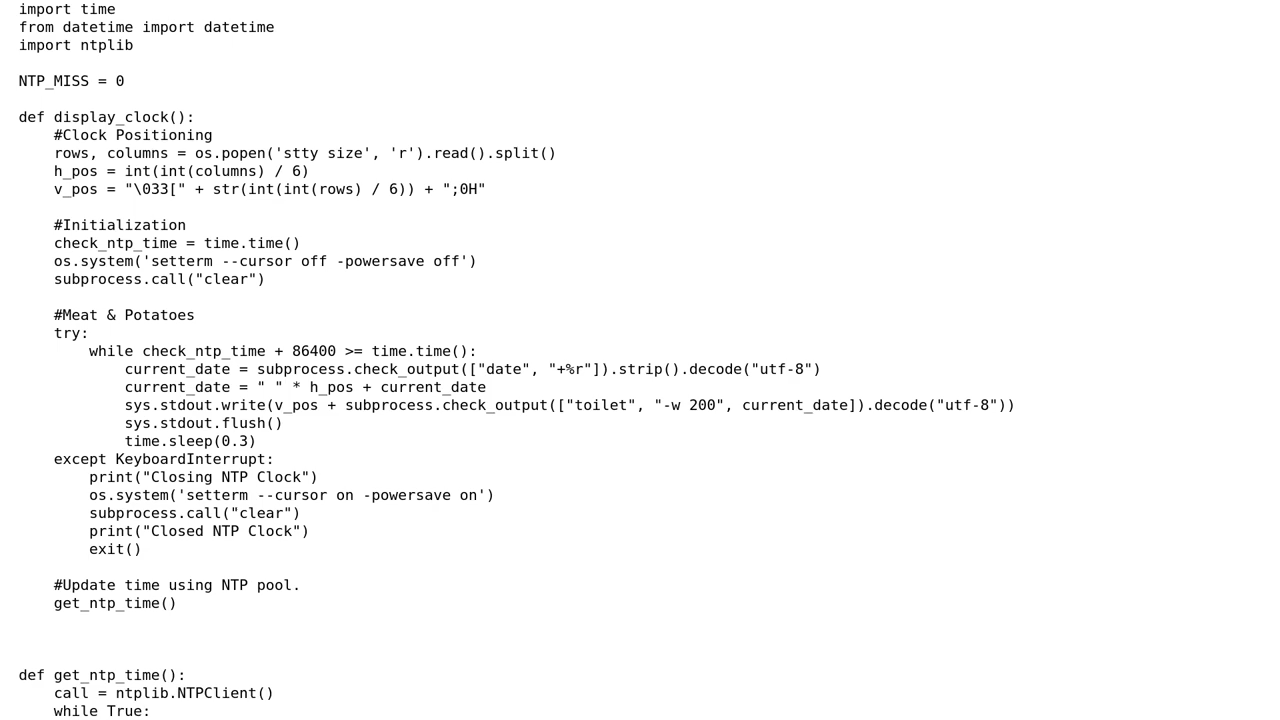 import time
from datetime import datetime
import ntplib

NTP_MISS = 0

def display_clock():
    #Clock Positioning
    rows, columns = os.popen('stty size', 'r').read().split()
    h_pos = int(int(columns) / 6)
    v_pos = "\033[" + str(int(int(rows) / 6)) + ";0H"

    #Initialization
    check_ntp_time = time.time()
    os.system('setterm --cursor off -powersave off')
    subprocess.call("clear")

    #Meat & Potatoes
    try:
        while check_ntp_time + 86400 >= time.time():
            current_date = subprocess.check_output(["date", "+%r"]).strip().decode("utf-8")
            current_date = " " * h_pos + current_date
            sys.stdout.write(v_pos + subprocess.check_output(["toilet", "-w 200", current_date]).decode("utf-8"))
            sys.stdout.flush()
            time.sleep(0.3)
    except KeyboardInterrupt:
        print("Closing NTP Clock")
        os.system('setterm --cursor on -powersave on')
        subprocess.call("clear")
        print("Closed NTP Clock")
        exit()

    #Update time using NTP pool.
    get_ntp_time()



def get_ntp_time():
    call = ntplib.NTPClient()
    while True: